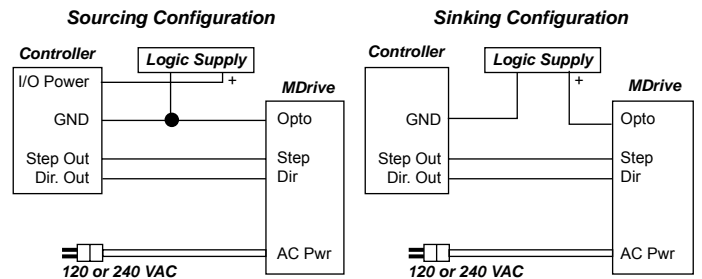 Sourcing Configuration
Controller
Logic Supply
I/O Power
+
MDrive
GND
Opto
Step Out
Step
Dir. Out
Dir
AC Pwr
120 or 240 VAC
Sinking Configuration
Controller
Logic Supply
+
MDrive
GND
Opto
Step Out
Step
Dir. Out
Dir
AC Pwr
120 or 240 VAC